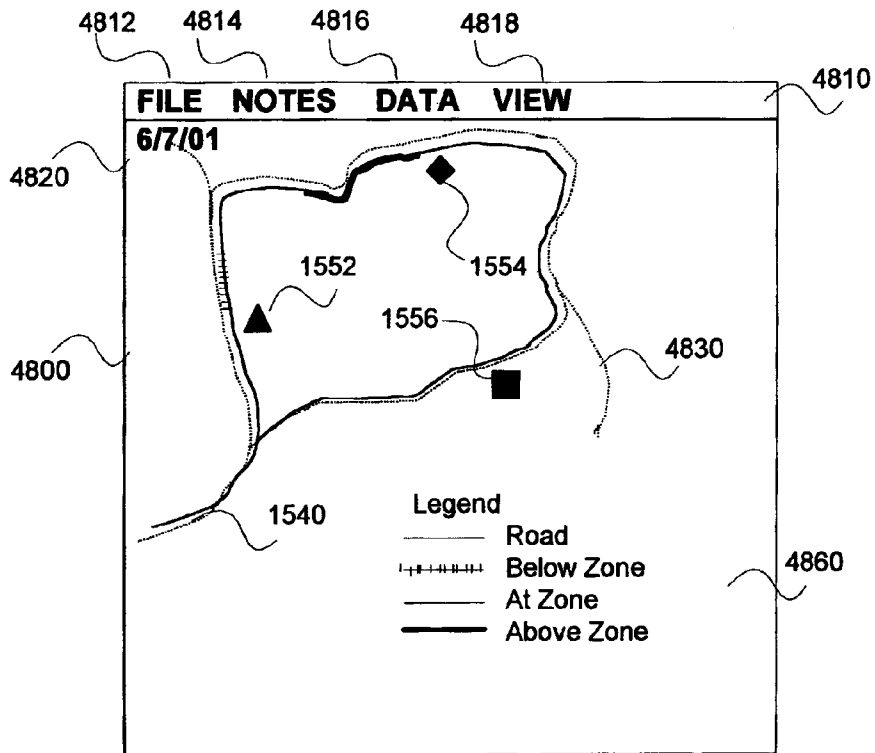 4812 4814 4816 4818
4810
FILE NOTES DATA VIEW
6/7/01
4820
1552 1554
1556
4830
4800
1540
Legend
Road
Below Zone
4860
At Zone
Above Zone